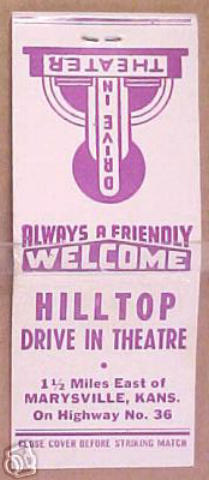 THEATER
DRIVE IN
ALWAYS A FRIENDLY
WELCOME
HILLTOP
DRIVE IN THEATRE
1½ Miles East of
MARYSVILLE, KANS.
On Highway No. 36
CLOSE COVER BEFORE STRIKING MATCH